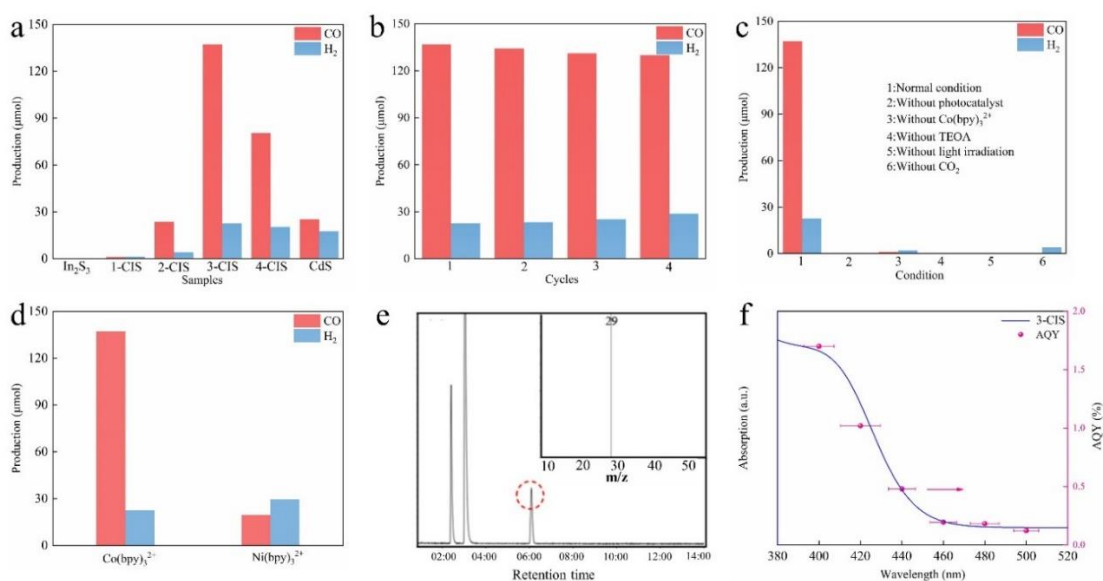 a
CO
H₂
Production (μmol)
150
120
90
60
30
0
In₂S₃ 1-CIS 2-CIS 3-CIS 4-CIS CdS
Samples
b
CO
H₂
Production (μmol)
150
120
90
60
30
0
1 2 3 4
Cycles
c
CO
H₂
Production (μmol)
150
120
90
60
30
0
1:Normal condition
2:Without photocatalyst
3:Without Co(bpy)₃²⁺
4:Without TEOA
5:Without light irradiation
6:Without CO₂
1 2 3 4 5 6
Condition
d
CO
H₂
Production (μmol)
150
120
90
60
30
0
Co(bpy)₃²⁺ Ni(bpy)₃²⁺
e
29
10 20 30 40 50
m/z
02:00 04:00 06:00 08:00 10:00 12:00 14:00
Retention time
f
3-CIS
AQY
Absorption (a.u.)
2.0
1.5
1.0
0.5
0.0
AQY (%)
380 400 420 440 460 480 500 520
Wavelength (nm)